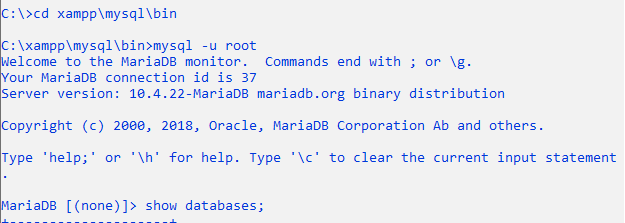 C:\>cd xampp\mysql\bin
C:\xampp\mysql\bin>mysql -u root
Welcome to the MariaDB monitor.  Commands end with ; or \g.
Your MariaDB connection id is 37
Server version: 10.4.22-MariaDB mariadb.org binary distribution
Copyright (c) 2000, 2018, Oracle, MariaDB Corporation Ab and others.
Type 'help;' or '\h' for help. Type '\c' to clear the current input statement
.
MariaDB [(none)]> show databases;
+--------------------+